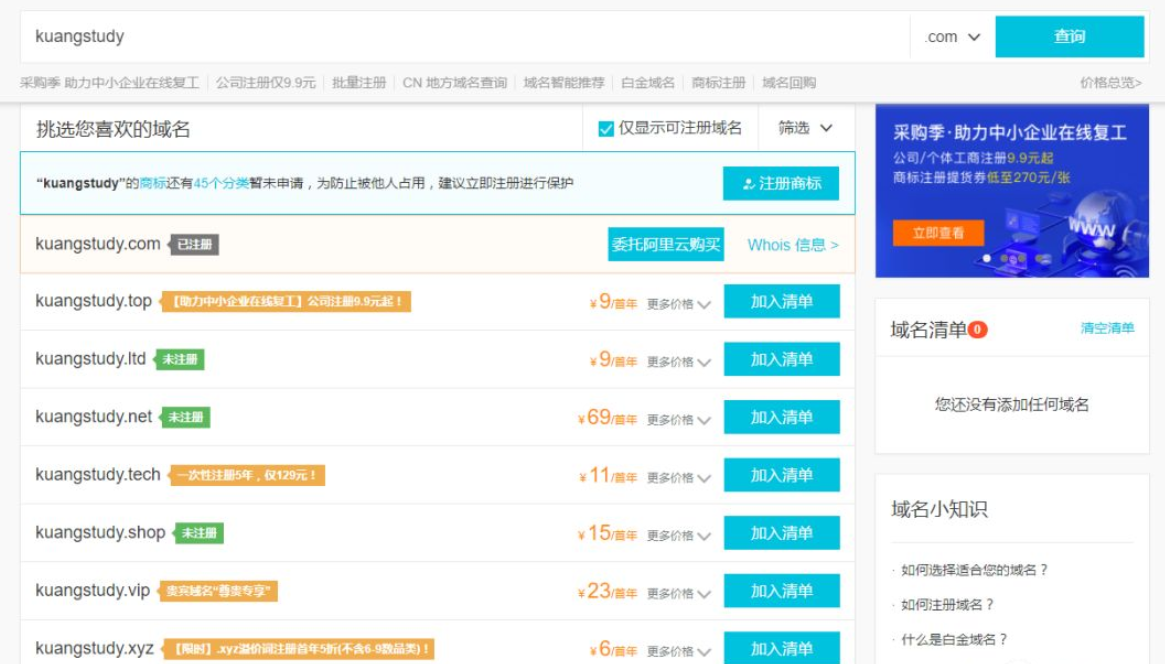 kuangstudy .com 查询
采购季 助力中小企业在线复工 公司注册仅9.9元 批量注册 CN 地方域名查询 域名智能推荐 白金域名 商标注册 域名回购 价格总览>
挑选您喜欢的域名 仅显示可注册域名 筛选
“kuangstudy”的商标还有45个分类暂未申请，为防止被他人占用，建议立即注册进行保护 注册商标
kuangstudy.com 已注册 委托阿里云购买 Whois 信息 >
kuangstudy.top 【助力中小企业在线复工】公司注册9.9元起！ ¥9/首年 更多价格 加入清单
kuangstudy.ltd 未注册 ¥9/首年 更多价格 加入清单
kuangstudy.net 未注册 ¥69/首年 更多价格 加入清单
kuangstudy.tech 一次性注册5年，仅129元！ ¥11/首年 更多价格 加入清单
kuangstudy.shop 未注册 ¥15/首年 更多价格 加入清单
kuangstudy.vip 贵宾域名“尊贵专享” ¥23/首年 更多价格 加入清单
kuangstudy.xyz 【限时】.xyz溢价词注册首年5折(不含6-9数品类)！ ¥6/首年 更多价格 加入清单
采购季·助力中小企业在线复工
公司/个体工商注册9.9元起
商标注册提货券低至270元/张
立即查看
www
域名清单 0 清空清单
您还没有添加任何域名
域名小知识
· 如何选择适合您的域名？
· 如何注册域名？
· 什么是白金域名？